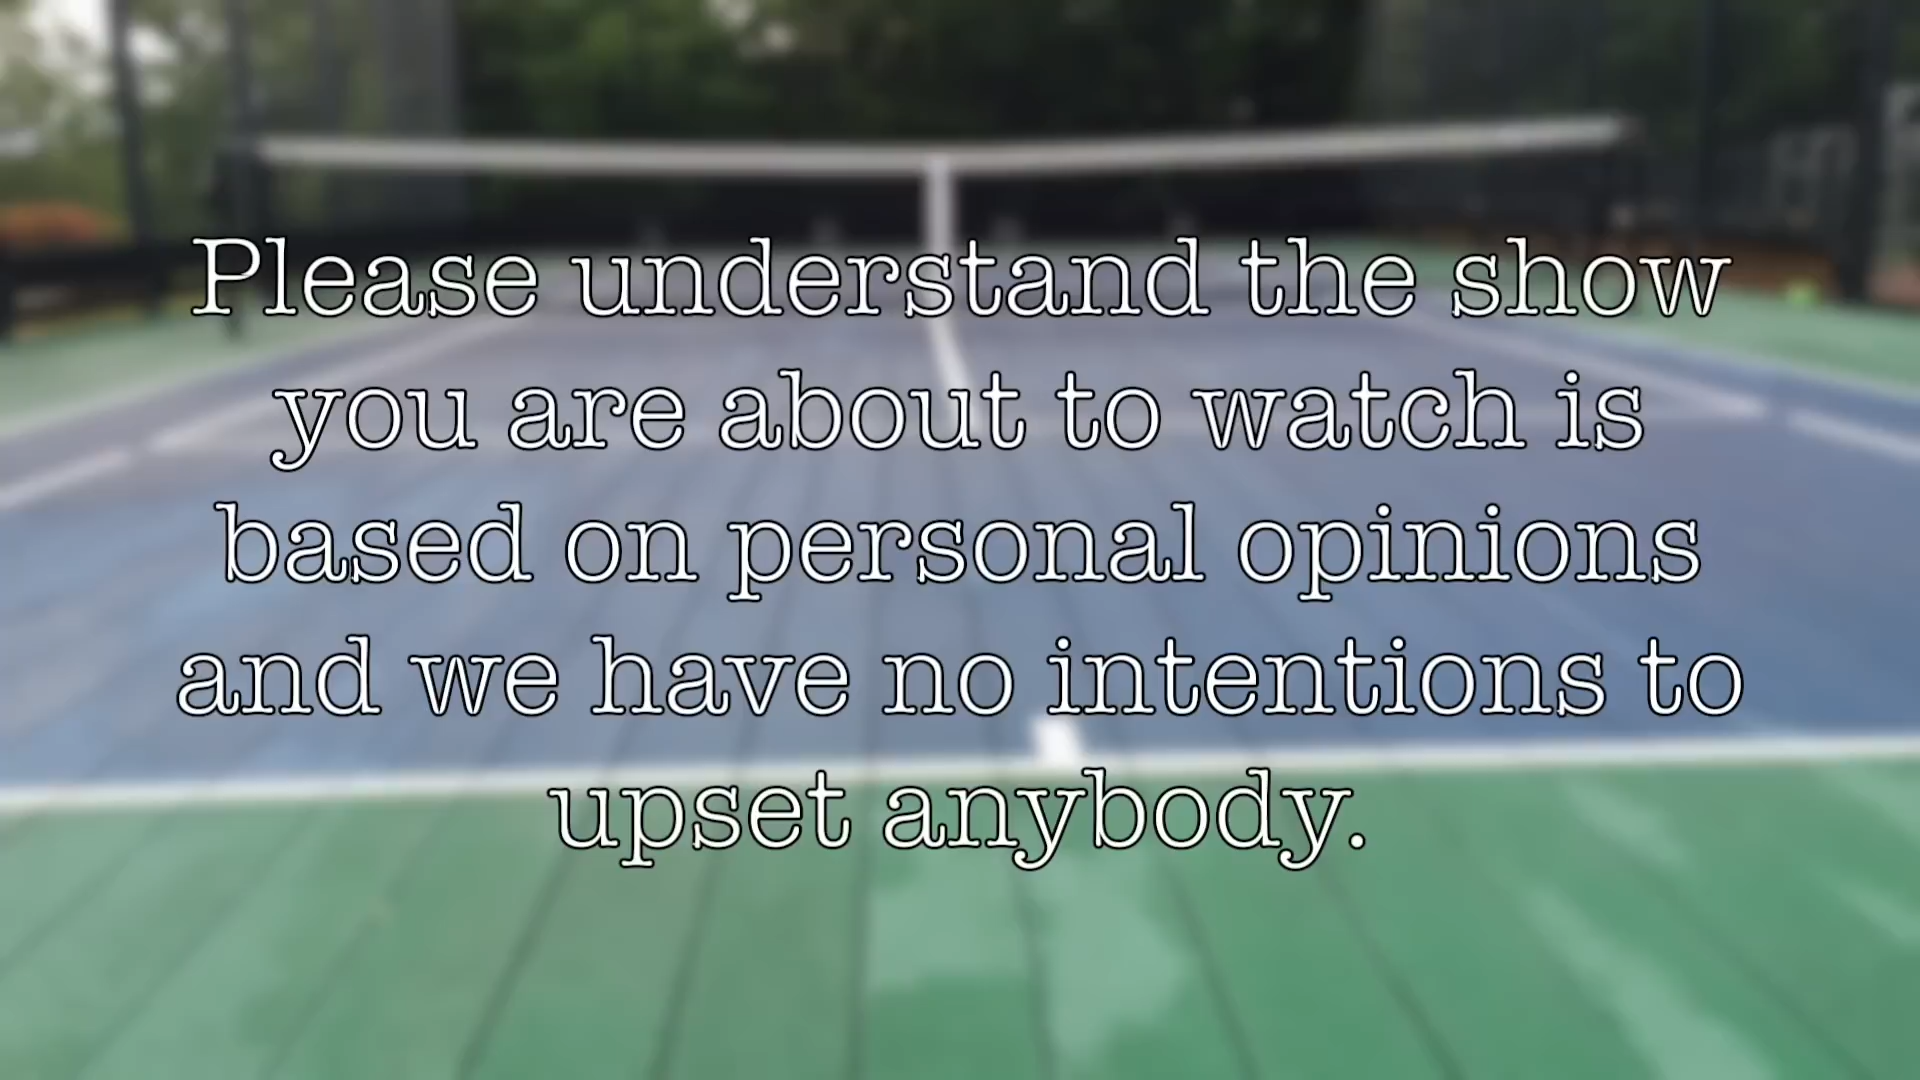 Please understand the show
you are about to watch is
based on personal opinions
and we have no intentions to
upset anybody.